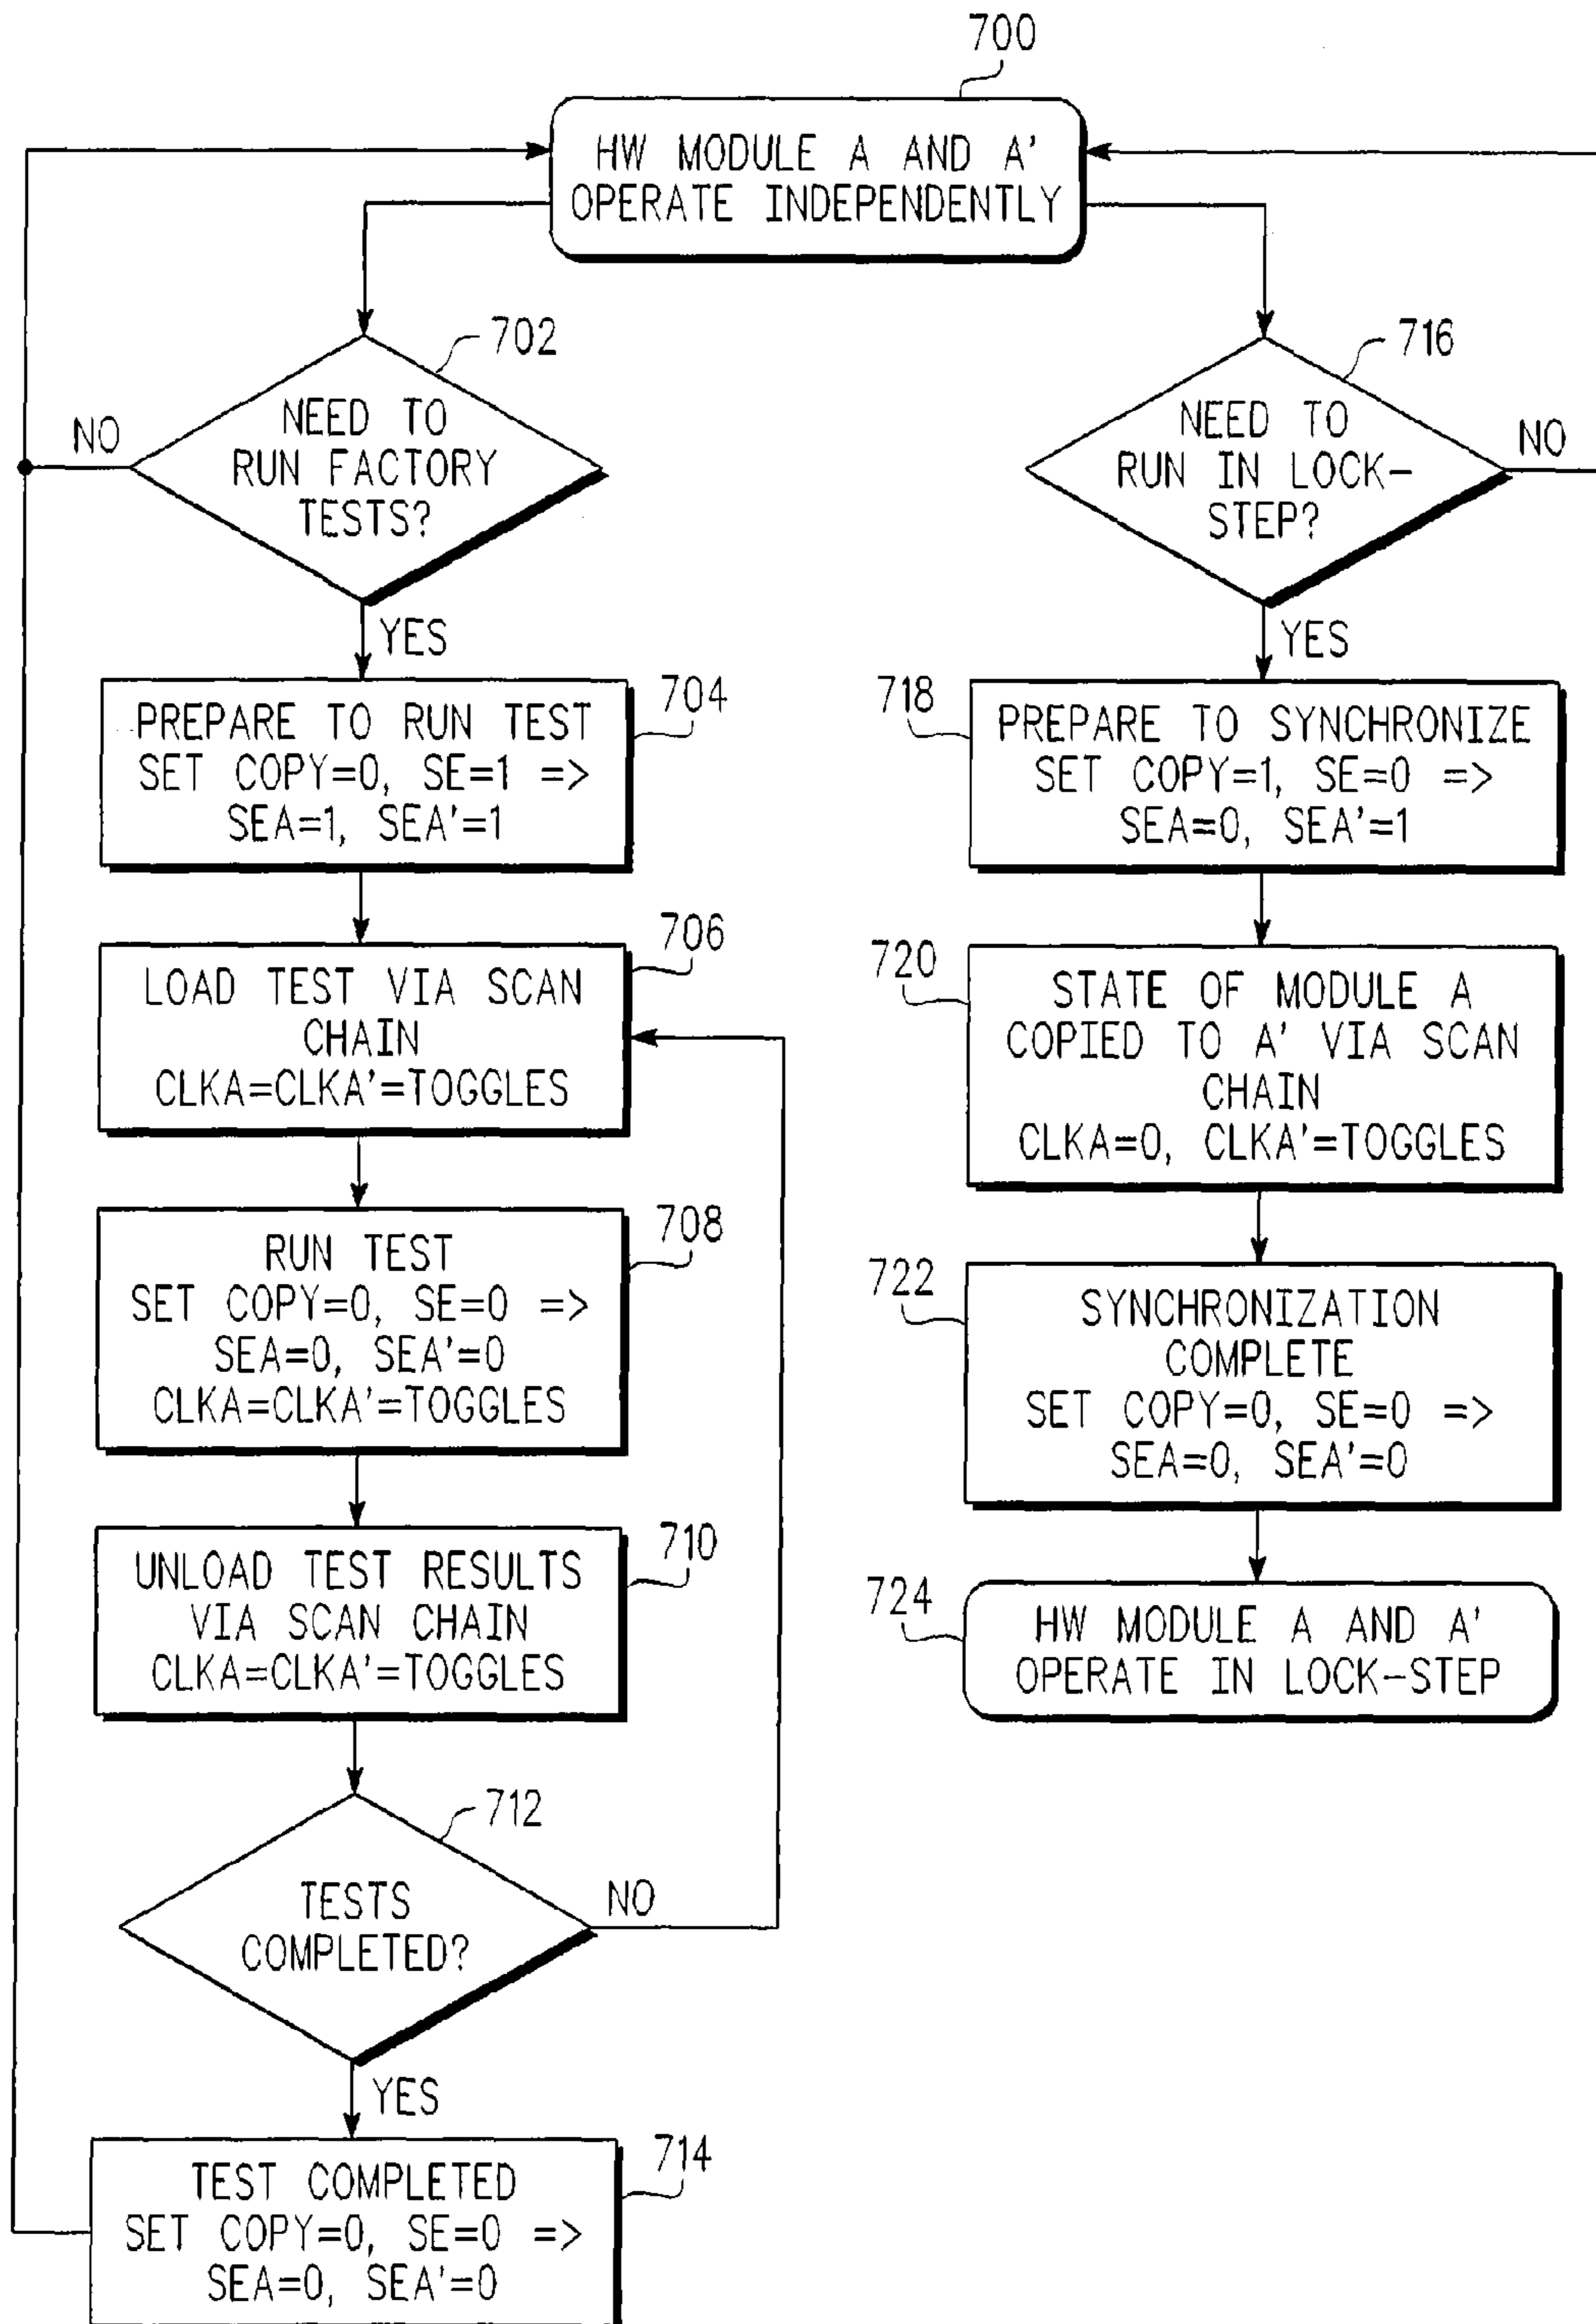 700
HW MODULE A AND A'
OPERATE INDEPENDENTLY
702
NEED TO
RUN FACTORY
TESTS?
NO
YES
704
PREPARE TO RUN TEST
SET COPY=0, SE=1 =>
SEA=1, SEA'=1
706
LOAD TEST VIA SCAN
CHAIN
CLKA=CLKA'=TOGGLES
708
RUN TEST
SET COPY=0, SE=0 =>
SEA=0, SEA'=0
CLKA=CLKA'=TOGGLES
710
UNLOAD TEST RESULTS
VIA SCAN CHAIN
CLKA=CLKA'=TOGGLES
712
TESTS
COMPLETED?
NO
YES
714
TEST COMPLETED
SET COPY=0, SE=0 =>
SEA=0, SEA'=0
716
NEED TO
RUN IN LOCK-
STEP?
NO
YES
718
PREPARE TO SYNCHRONIZE
SET COPY=1, SE=0 =>
SEA=0, SEA'=1
720
STATE OF MODULE A
COPIED TO A' VIA SCAN
CHAIN
CLKA=0, CLKA'=TOGGLES
722
SYNCHRONIZATION
COMPLETE
SET COPY=0, SE=0 =>
SEA=0, SEA'=0
724
HW MODULE A AND A'
OPERATE IN LOCK-STEP